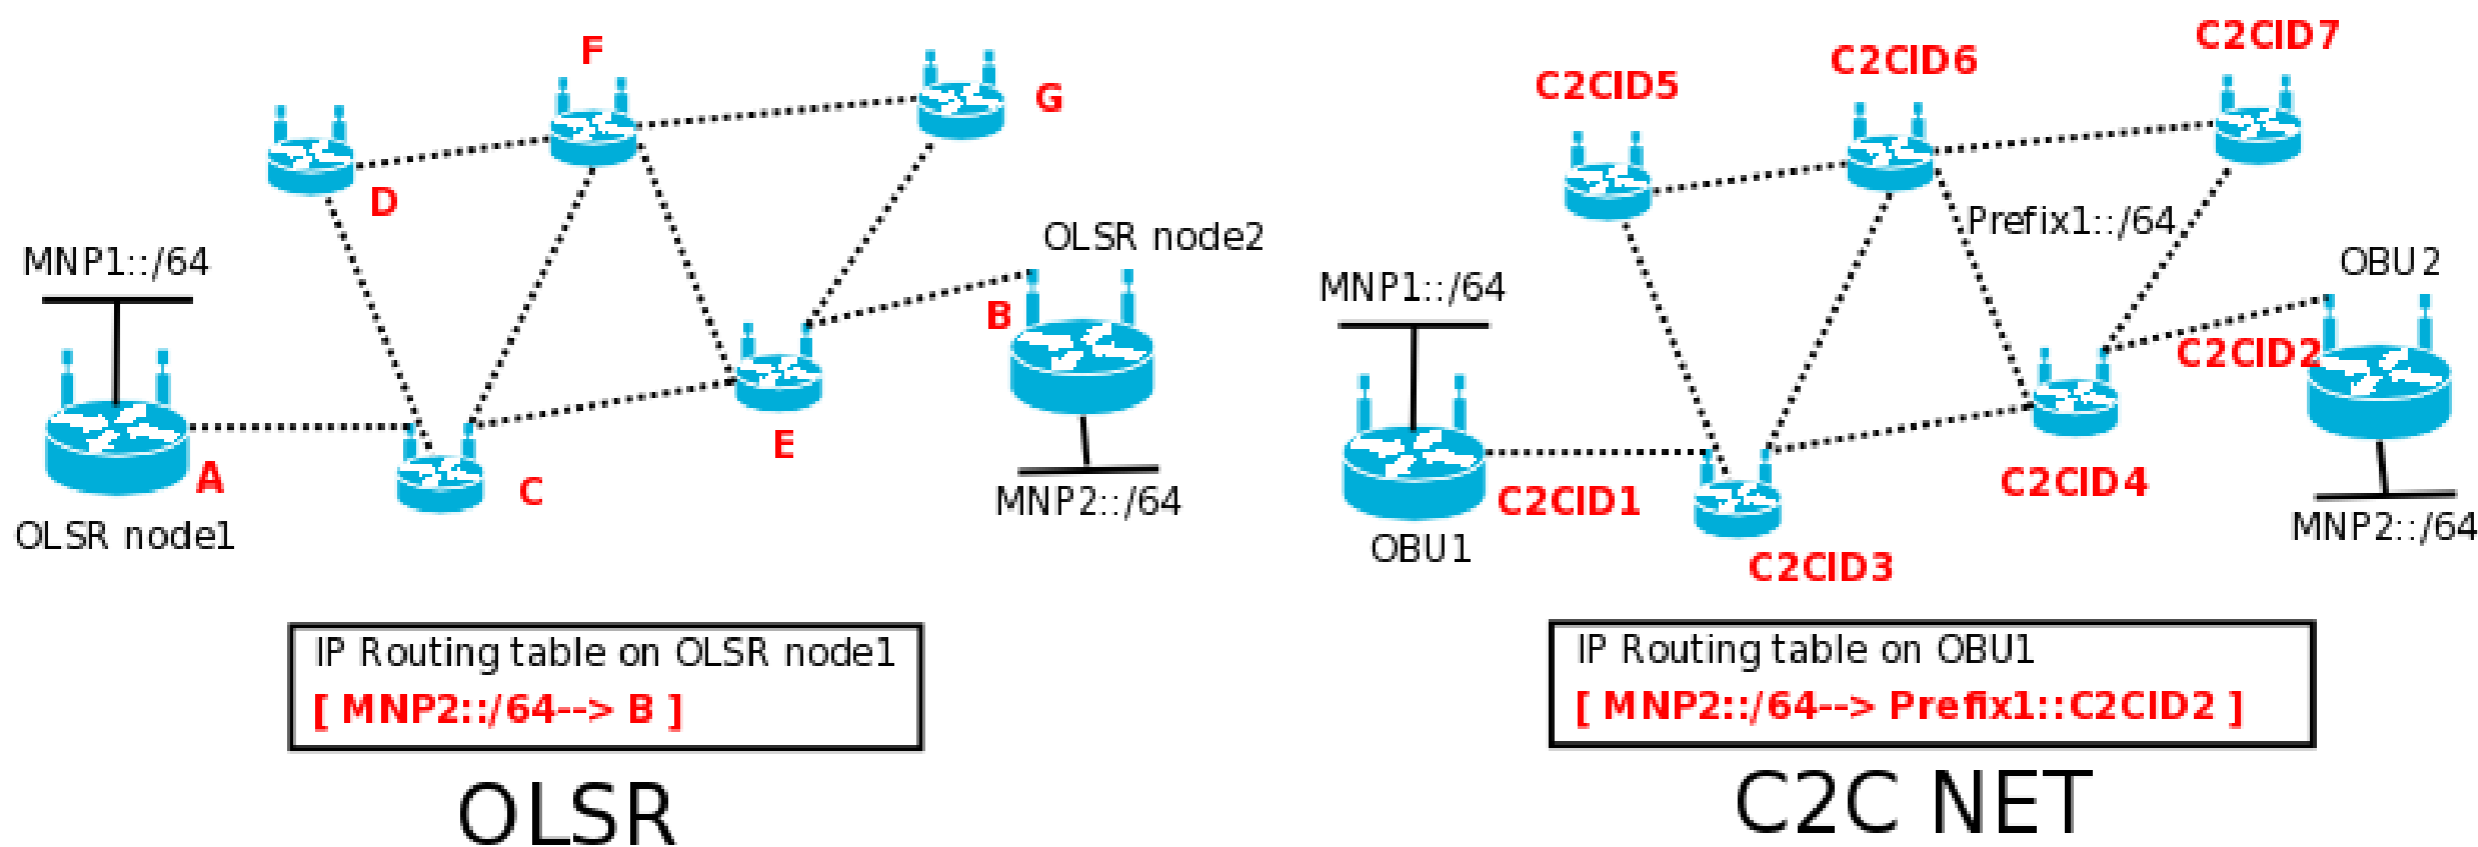 F
G
D
MNP1::/64
OLSR node2
B
A
E
C
MNP2::/64
OLSR node1
IP Routing table on OLSR node1
[ MNP2::/64--> B ]
OLSR
C2CID7
C2CID6
C2CID5
Prefix1::/64
OBU2
MNP1::/64
C2CID2
C2CID4
C2CID1
MNP2::/64
OBU1
C2CID3
IP Routing table on OBU1
[ MNP2::/64--> Prefix1::C2CID2 ]
C2C NET